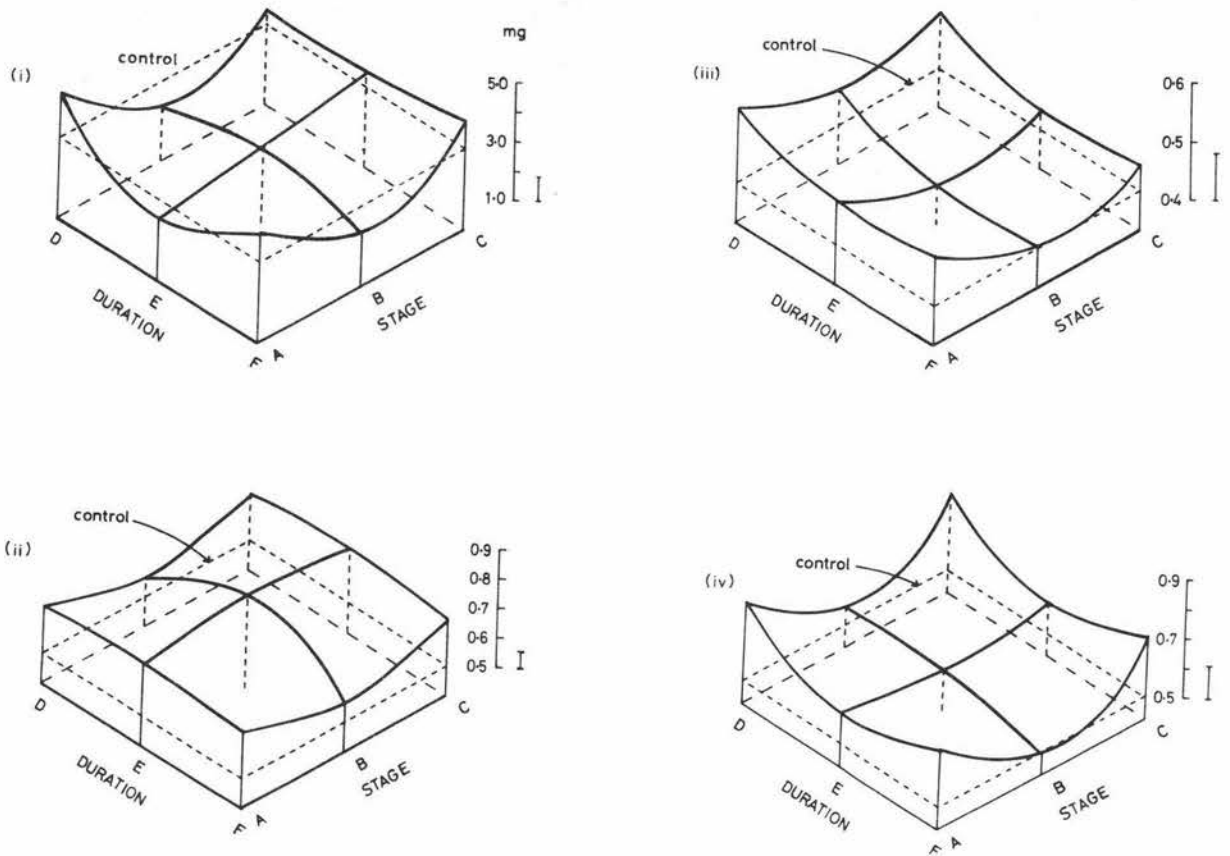 (i)
control
mg
5·0
3·0
1·0
D
E
F
A
B
C
DURATION
STAGE
(iii)
control
0·6
0·5
0·4
D
E
F
A
B
C
DURATION
STAGE
(ii)
control
0·9
0·8
0·7
0·6
0·5
D
E
F
A
B
C
DURATION
STAGE
(iv)
control
0·9
0·7
0·5
D
E
F
A
B
C
DURATION
STAGE